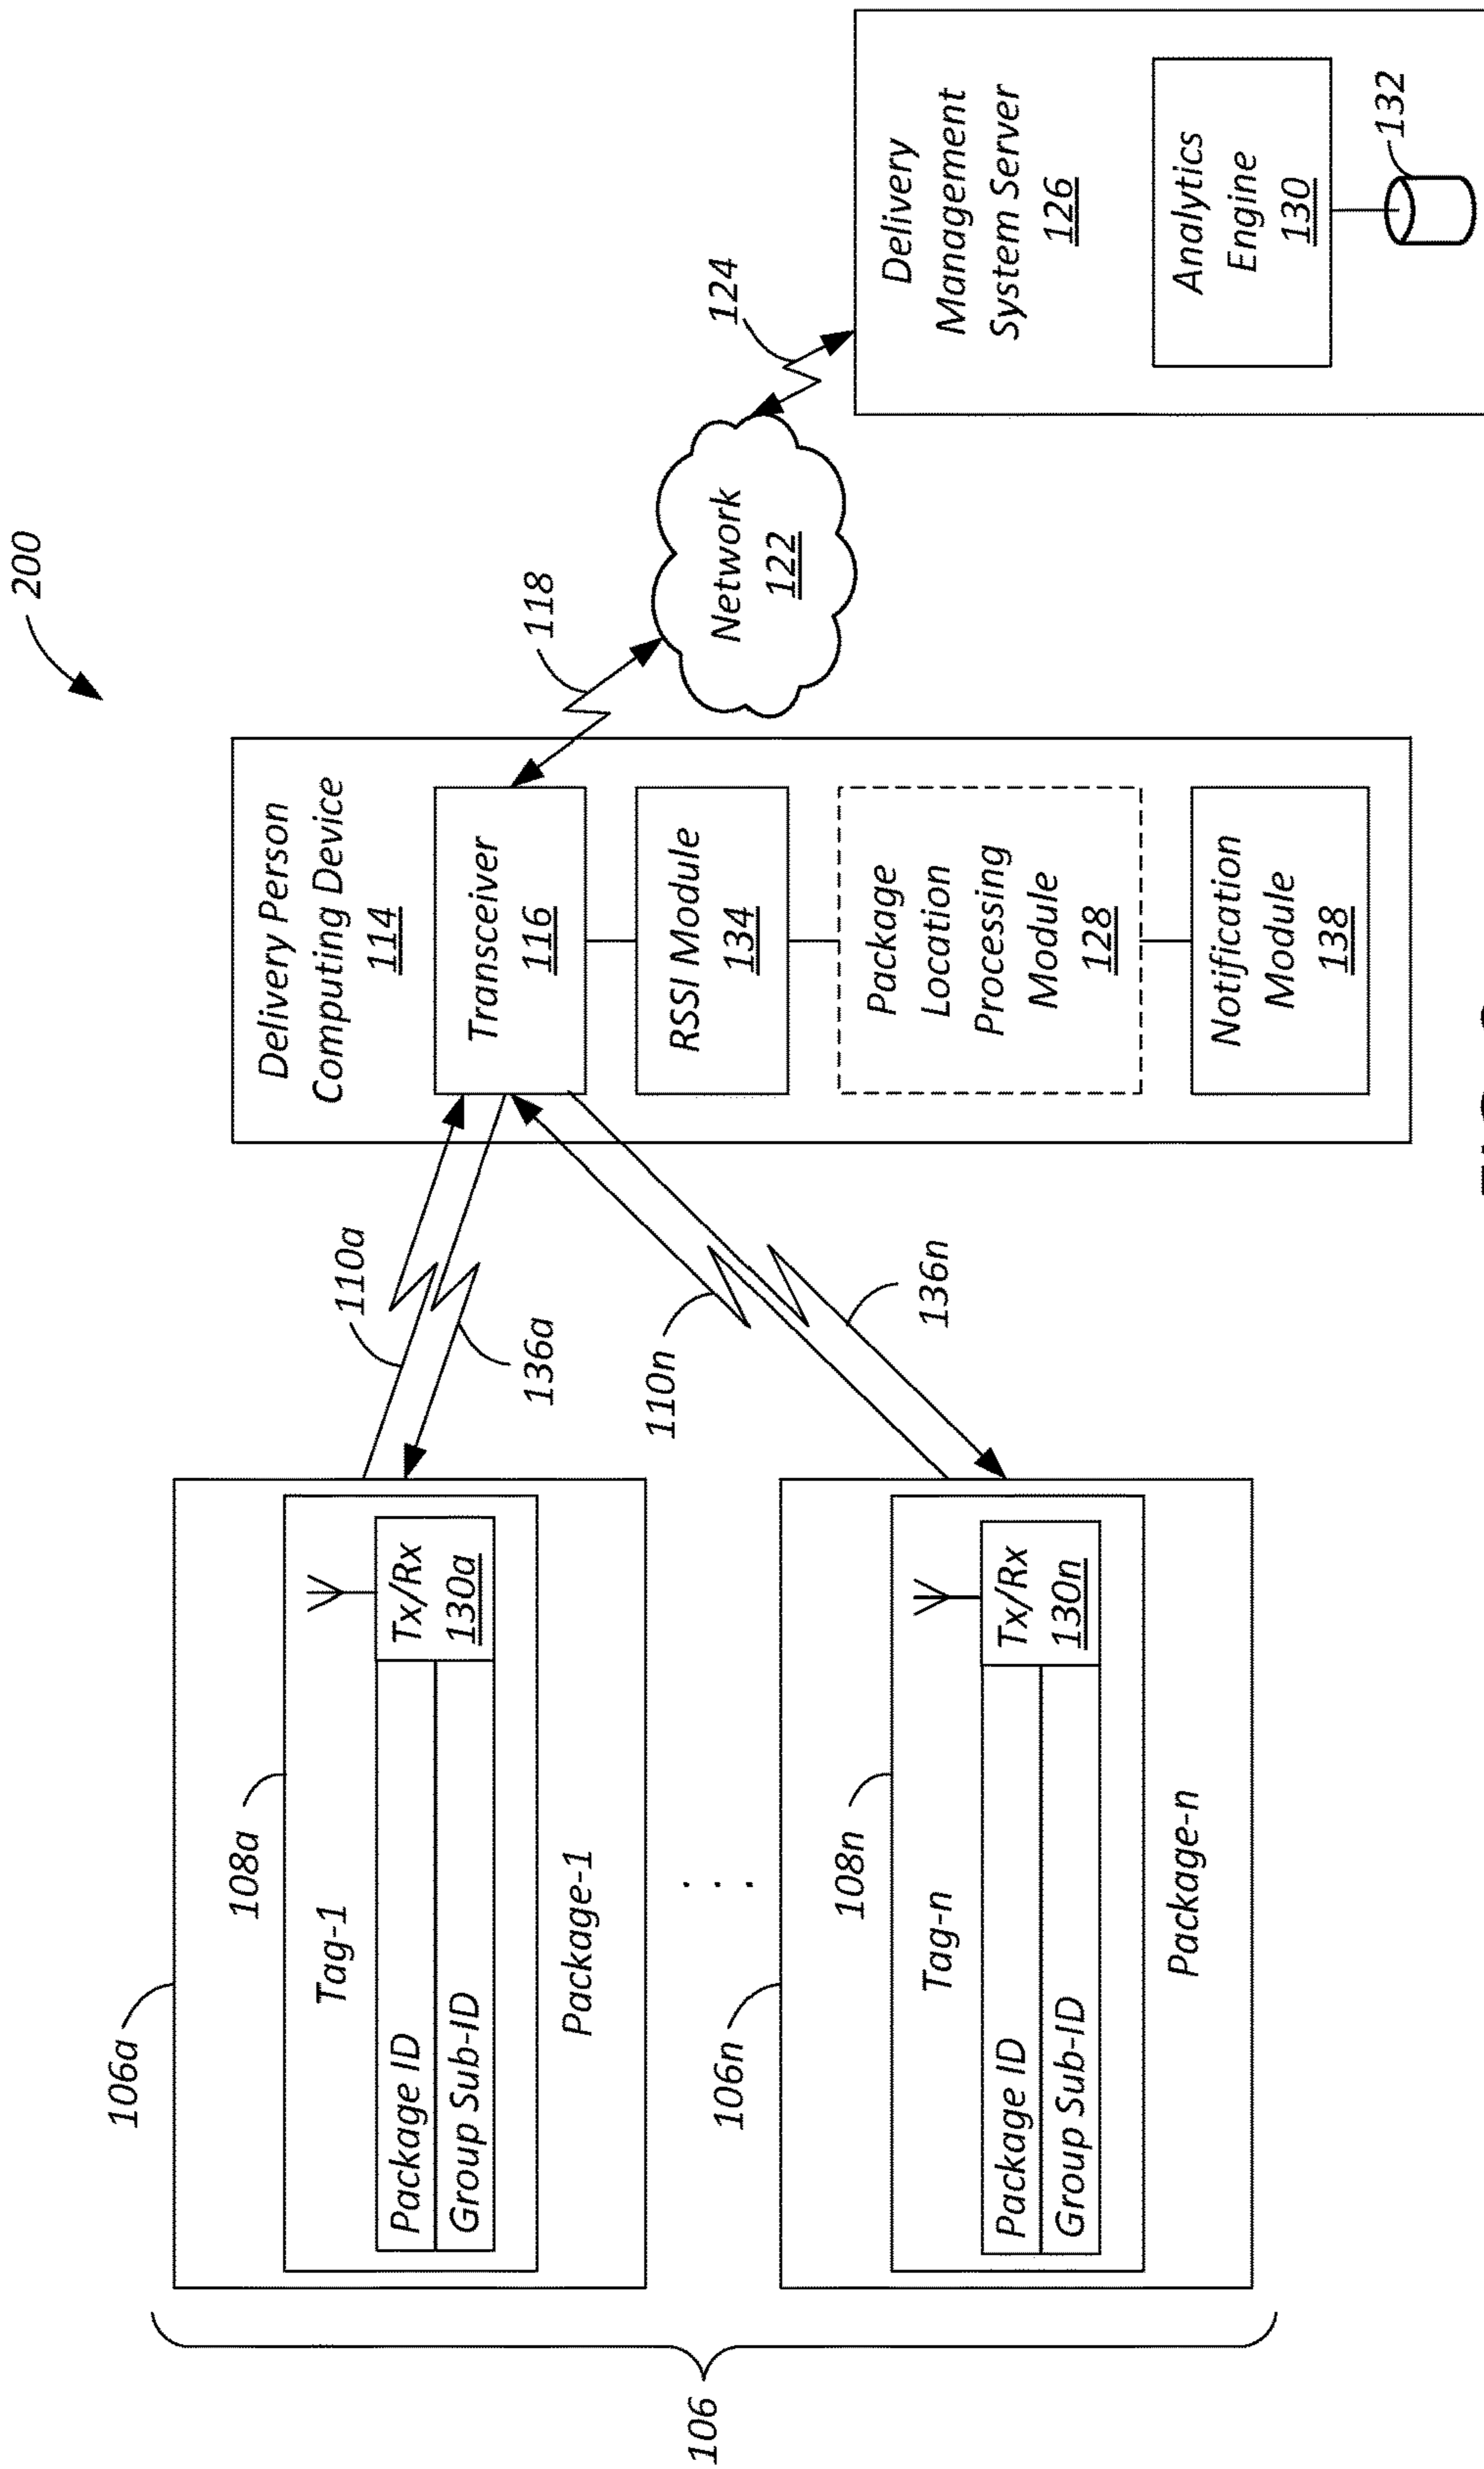 200
106
106a
108a
Tag-1
Package ID
Group Sub-ID
Tx/Rx
130a
Package-1
. . .
106n
108n
Tag-n
Package ID
Group Sub-ID
Tx/Rx
130n
Package-n
110a
136a
110n
136n
Delivery Person
Computing Device
114
Transceiver
116
RSSI Module
134
Package
Location
Processing
Module
128
Notification
Module
138
118
Network
122
124
Delivery
Management
System Server
126
Analytics
Engine
130
132